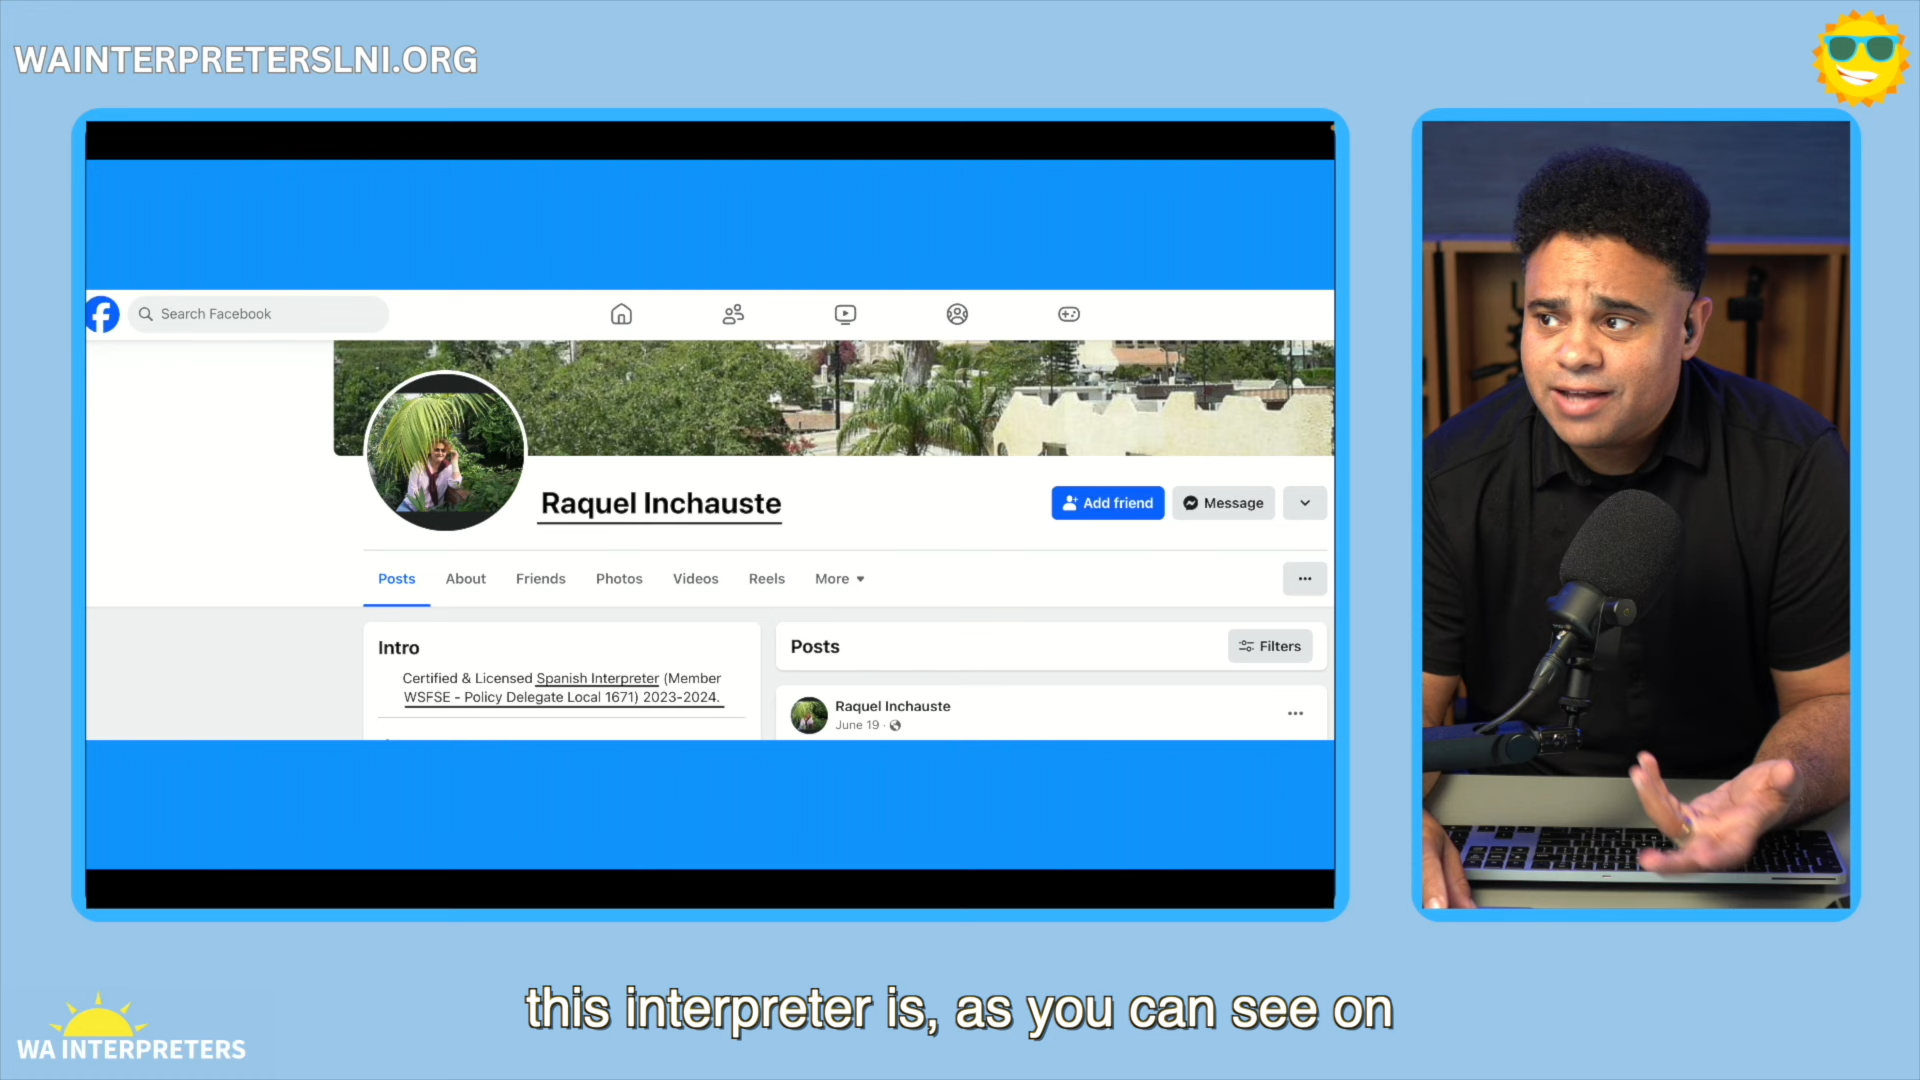 WAINTERPRETERSLNI.ORG
Search Facebook
Raquel Inchauste
Add friend
Message
Posts
About
Friends
Photos
Videos
Reels
More
Intro
Certified & Licensed Spanish Interpreter (Member
WSFSE - Policy Delegate Local 1671) 2023-2024.
Posts
Filters
Raquel Inchauste
June 19
this interpreter is, as you can see on
WA INTERPRETERS